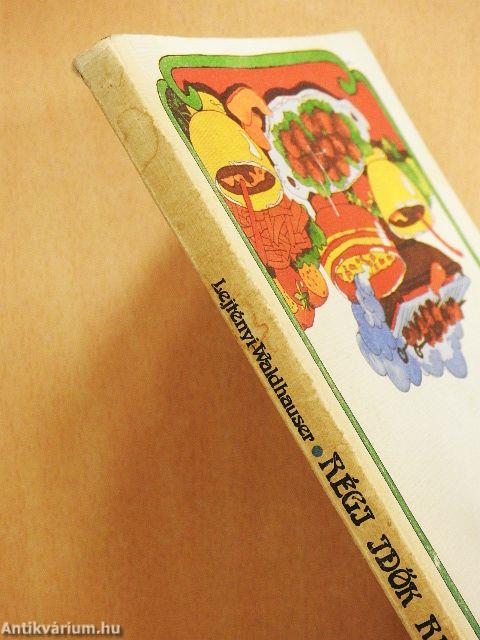 Lejtényi-Waldhauser • RÉGI IDŐK
Antikvárium.hu